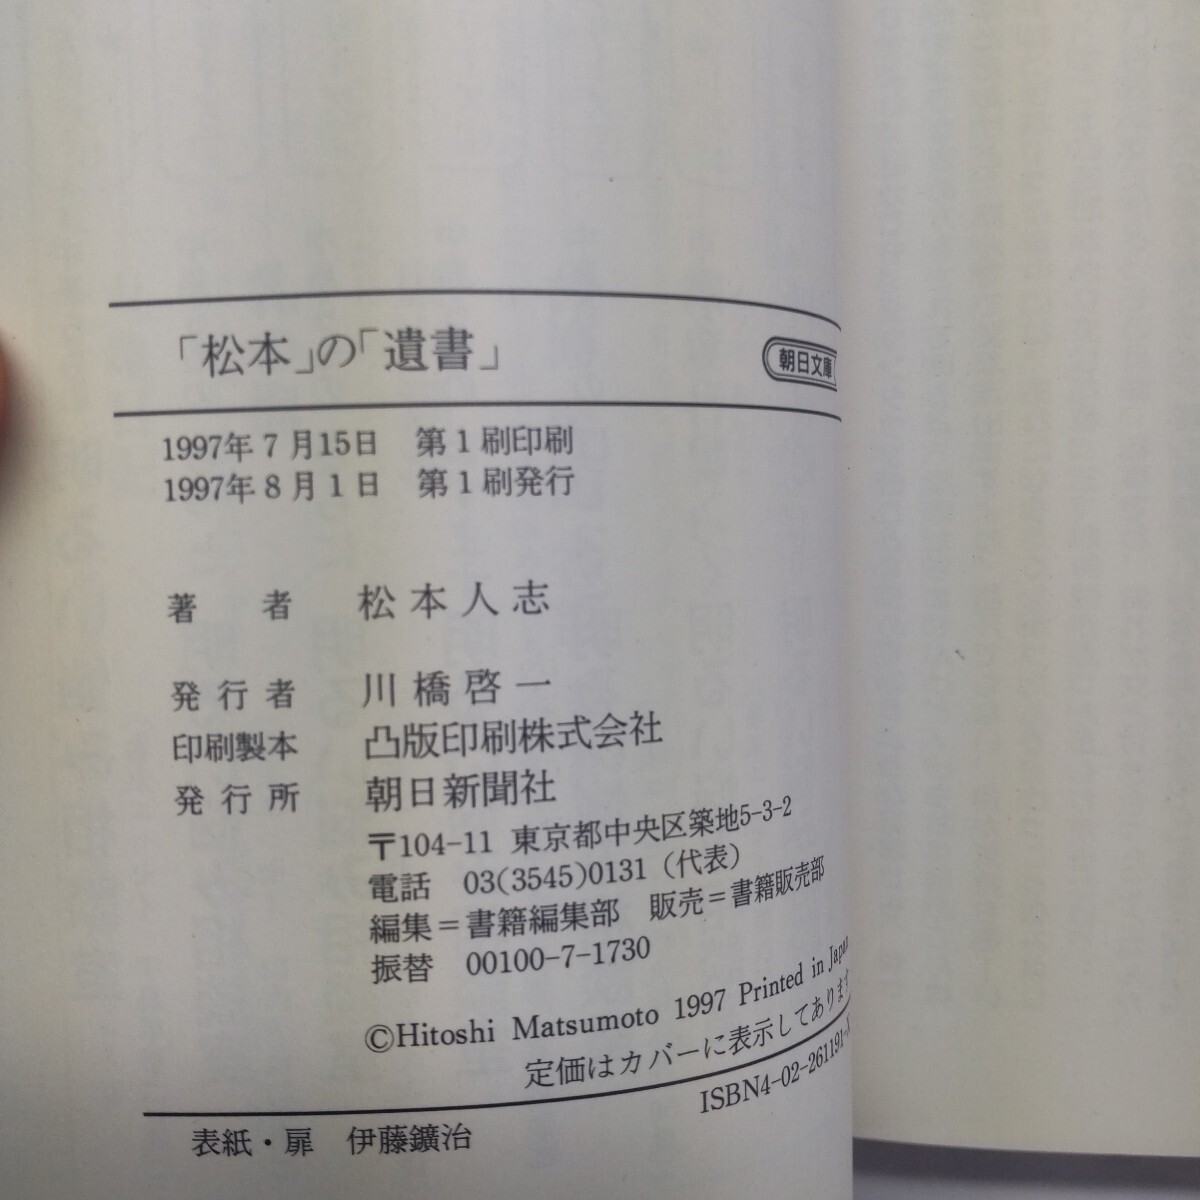 「松本」の「遺書」
朝日文庫
1997年7月15日 第1刷印刷
1997年8月1日 第1刷発行
著者 松本人志
発行者 川橋啓一
印刷製本 凸版印刷株式会社
発行所 朝日新聞社
〒104-11 東京都中央区築地5-3-2
電話 03(3545)0131(代表)
編集=書籍編集部 販売=書籍販売部
振替 00100-7-1730
©Hitoshi Matsumoto 1997 Printed in Japan
定価はカバーに表示してあります
ISBN4-02-261191-X
表紙・扉 伊藤鑛治